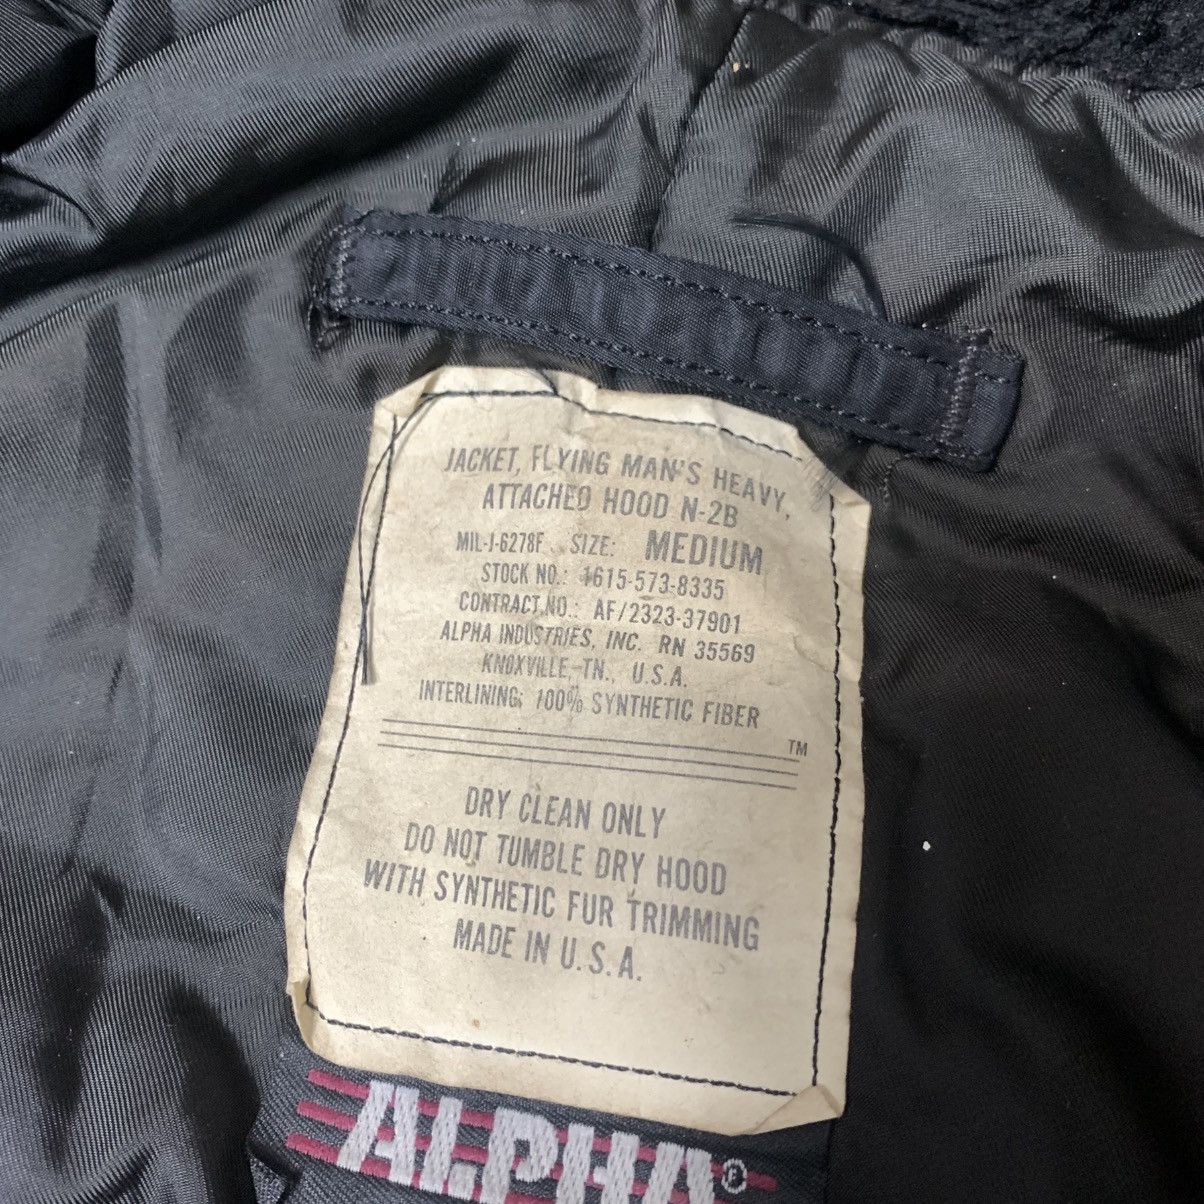 JACKET, FLYING MAN'S HEAVY,
ATTACHED HOOD N-2B
MIL-J-6278F SIZE: MEDIUM
STOCK NO.: 1615-573-8335
CONTRACT NO.: AF/2323-37901
ALPHA INDUSTRIES, INC. RN 35569
KNOXVILLE, TN., U.S.A.
INTERLINING: 100% SYNTHETIC FIBER
TM
DRY CLEAN ONLY
DO NOT TUMBLE DRY HOOD
WITH SYNTHETIC FUR TRIMMING
MADE IN U.S.A.
ALPHA®